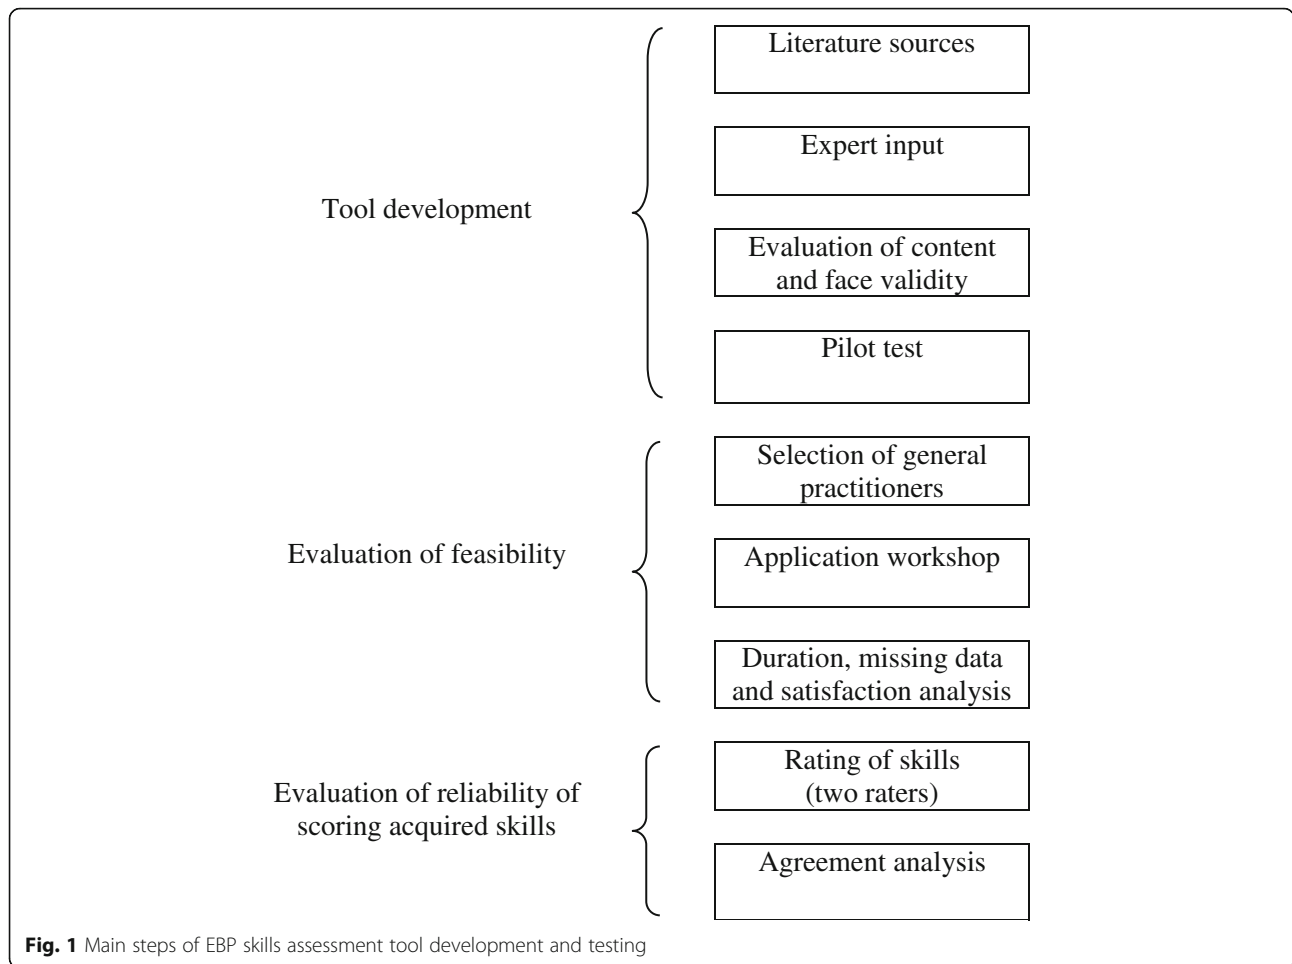 Literature sources
Expert input
Tool development
Evaluation of content
and face validity
Pilot test
Selection of general
practitioners
Evaluation of feasibility
Application workshop
Duration, missing data
and satisfaction analysis
Rating of skills
(two raters)
Evaluation of reliability of
scoring acquired skills
Agreement analysis
Fig. 1 Main steps of EBP skills assessment tool development and testing